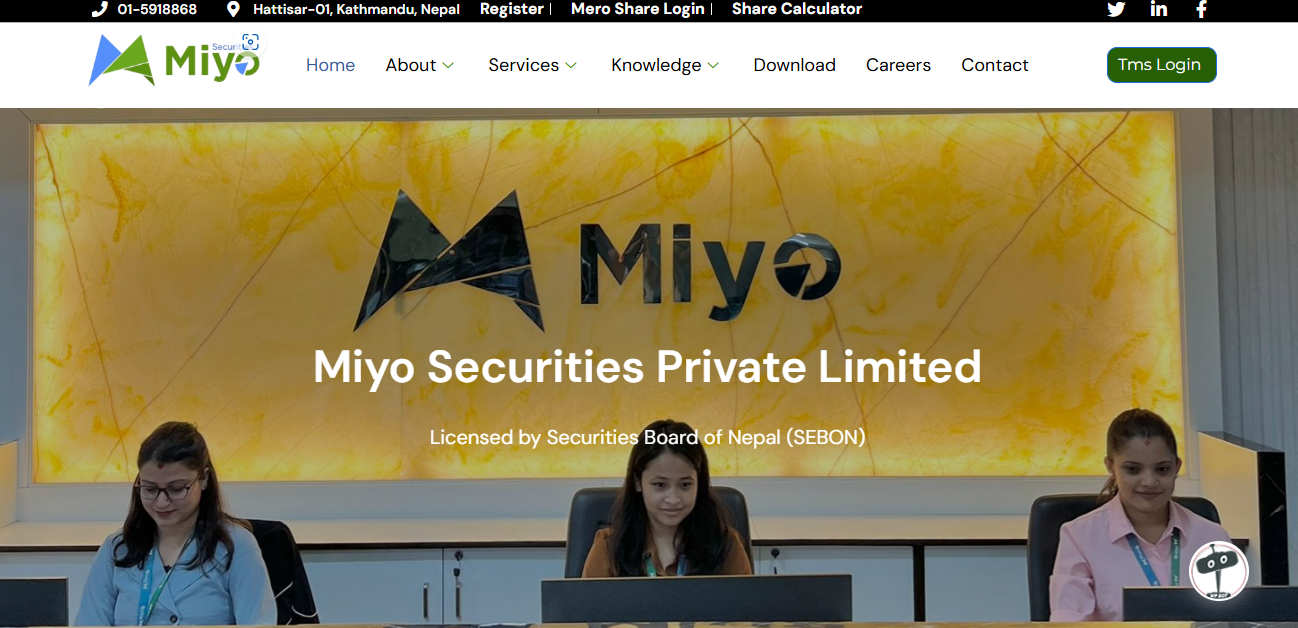 01-5918868 Hattisar-01, Kathmandu, Nepal Register | Mero Share Login | Share Calculator
Miyo
Home About Services Knowledge Download Careers Contact Tms Login
Miyo
Miyo Securities Private Limited
Licensed by Securities Board of Nepal (SEBON)